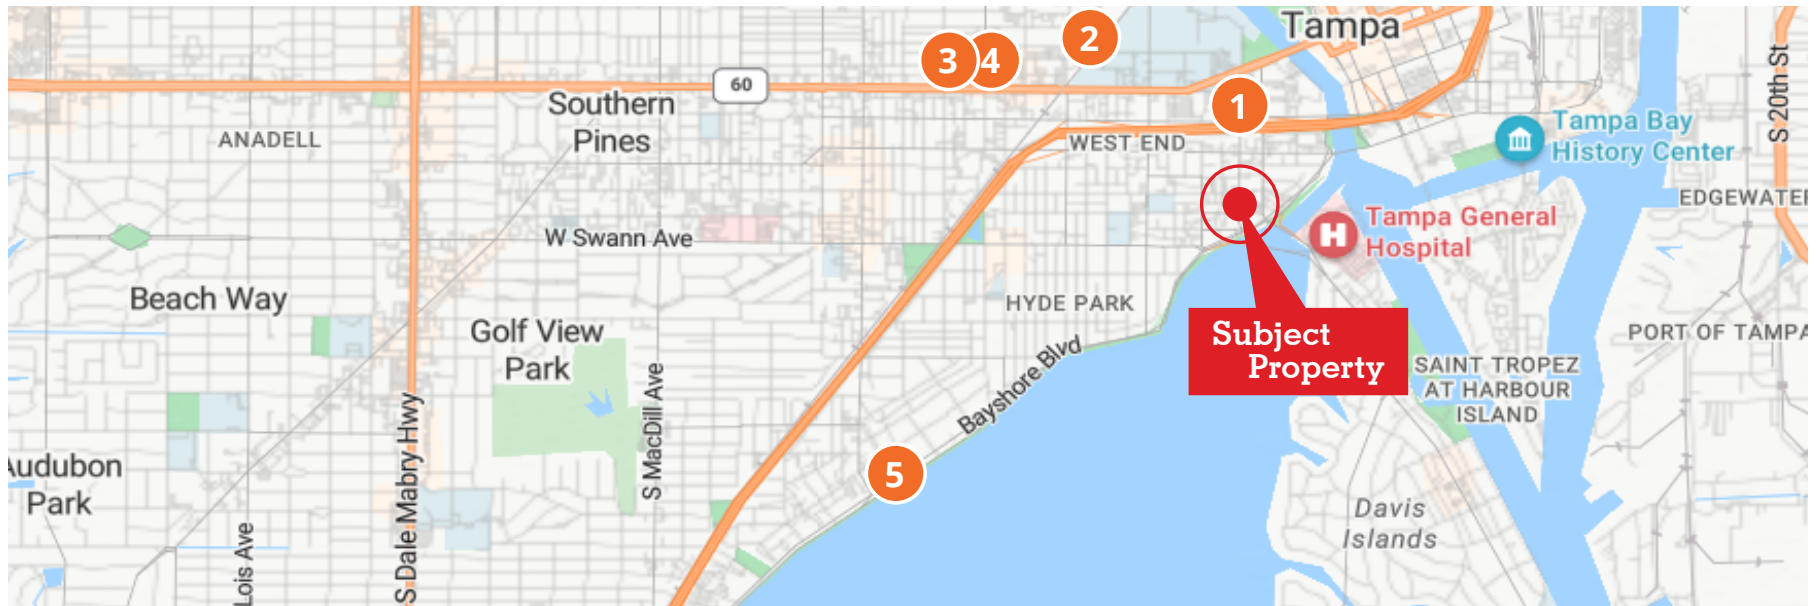 Tampa
2
3
4
60
1
Southern
Pines
ANADELL
WEST END
Tampa Bay
History Center
S 20th St
EDGEWATER
Tampa General
Hospital
H
W Swann Ave
Beach Way
HYDE PARK
Golf View
Park
Subject
Property
PORT OF TAMPA
SAINT TROPEZ
AT HARBOUR
ISLAND
Bayshore Blvd
S MacDill Ave
S Dale Mabry Hwy
5
Audubon
Park
Davis
Islands
Lois Ave